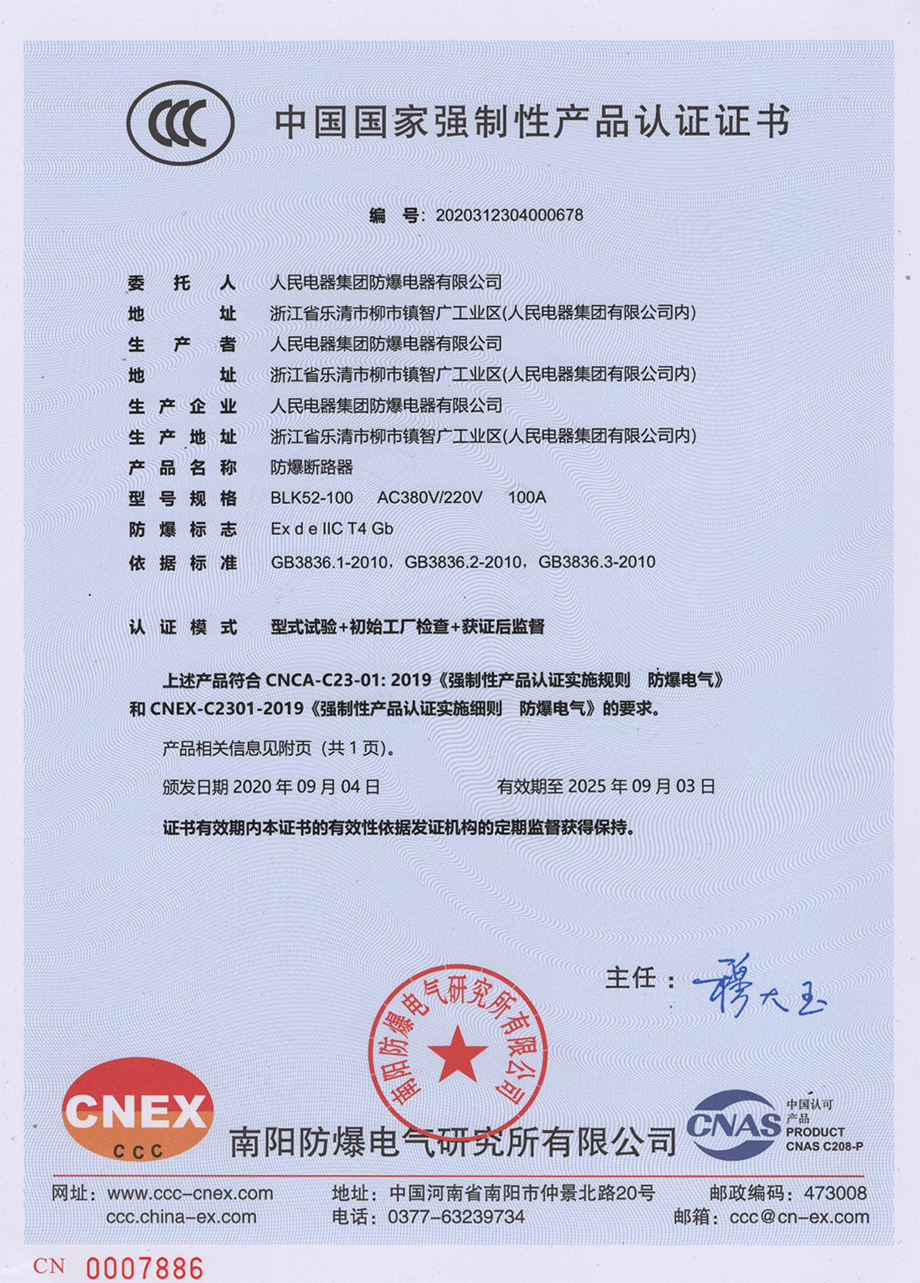 中国国家强制性产品认证证书
编 号：2020312304000678
委 托 人 人民电器集团防爆电器有限公司
地 址 浙江省乐清市柳市镇智广工业区(人民电器集团有限公司内)
生 产 者 人民电器集团防爆电器有限公司
地 址 浙江省乐清市柳市镇智广工业区(人民电器集团有限公司内)
生 产 企 业 人民电器集团防爆电器有限公司
生 产 地 址 浙江省乐清市柳市镇智广工业区(人民电器集团有限公司内)
产 品 名 称 防爆断路器
型 号 规 格 BLK52-100 AC380V/220V 100A
防 爆 标 志 Ex d e IIC T4 Gb
依 据 标 准 GB3836.1-2010，GB3836.2-2010，GB3836.3-2010
认 证 模 式 型式试验+初始工厂检查+获证后监督
上述产品符合 CNCA-C23-01: 2019《强制性产品认证实施规则 防爆电气》
和 CNEX-C2301-2019《强制性产品认证实施细则 防爆电气》的要求。
产品相关信息见附页（共 1 页）。
颁发日期 2020 年 09 月 04 日 有效期至 2025 年 09 月 03 日
证书有效期内本证书的有效性依据发证机构的定期监督获得保持。
主任： 穆大玉
南阳防爆电气研究所有限公司
CNEX
CCC
南阳防爆电气研究所有限公司
CNAS
中国认可
产品
PRODUCT
CNAS C208-P
网址：www.ccc-cnex.com 地址：中国河南省南阳市仲景北路20号 邮政编码：473008
ccc.china-ex.com 电话：0377-63239734 邮箱：ccc@cn-ex.com
CN 0007886